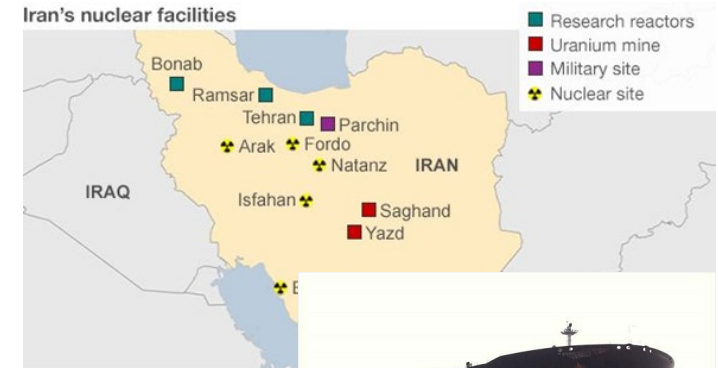 Iran's nuclear facilities
Research reactors
Uranium mine
Military site
Nuclear site
Bonab
Ramsar
Tehran
Parchin
Arak
Fordo
Natanz
IRAN
IRAQ
Isfahan
Saghand
Yazd